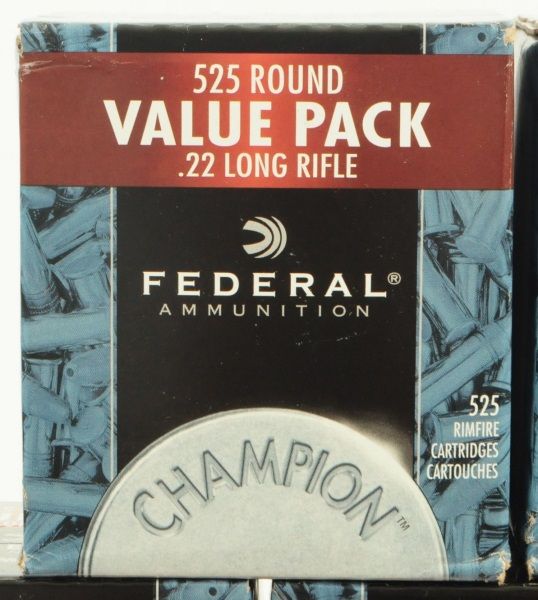 525 ROUND
VALUE PACK
.22 LONG RIFLE
FEDERAL®
AMMUNITION
525
RIMFIRE
CARTRIDGES
CARTOUCHES
CHAMPION™